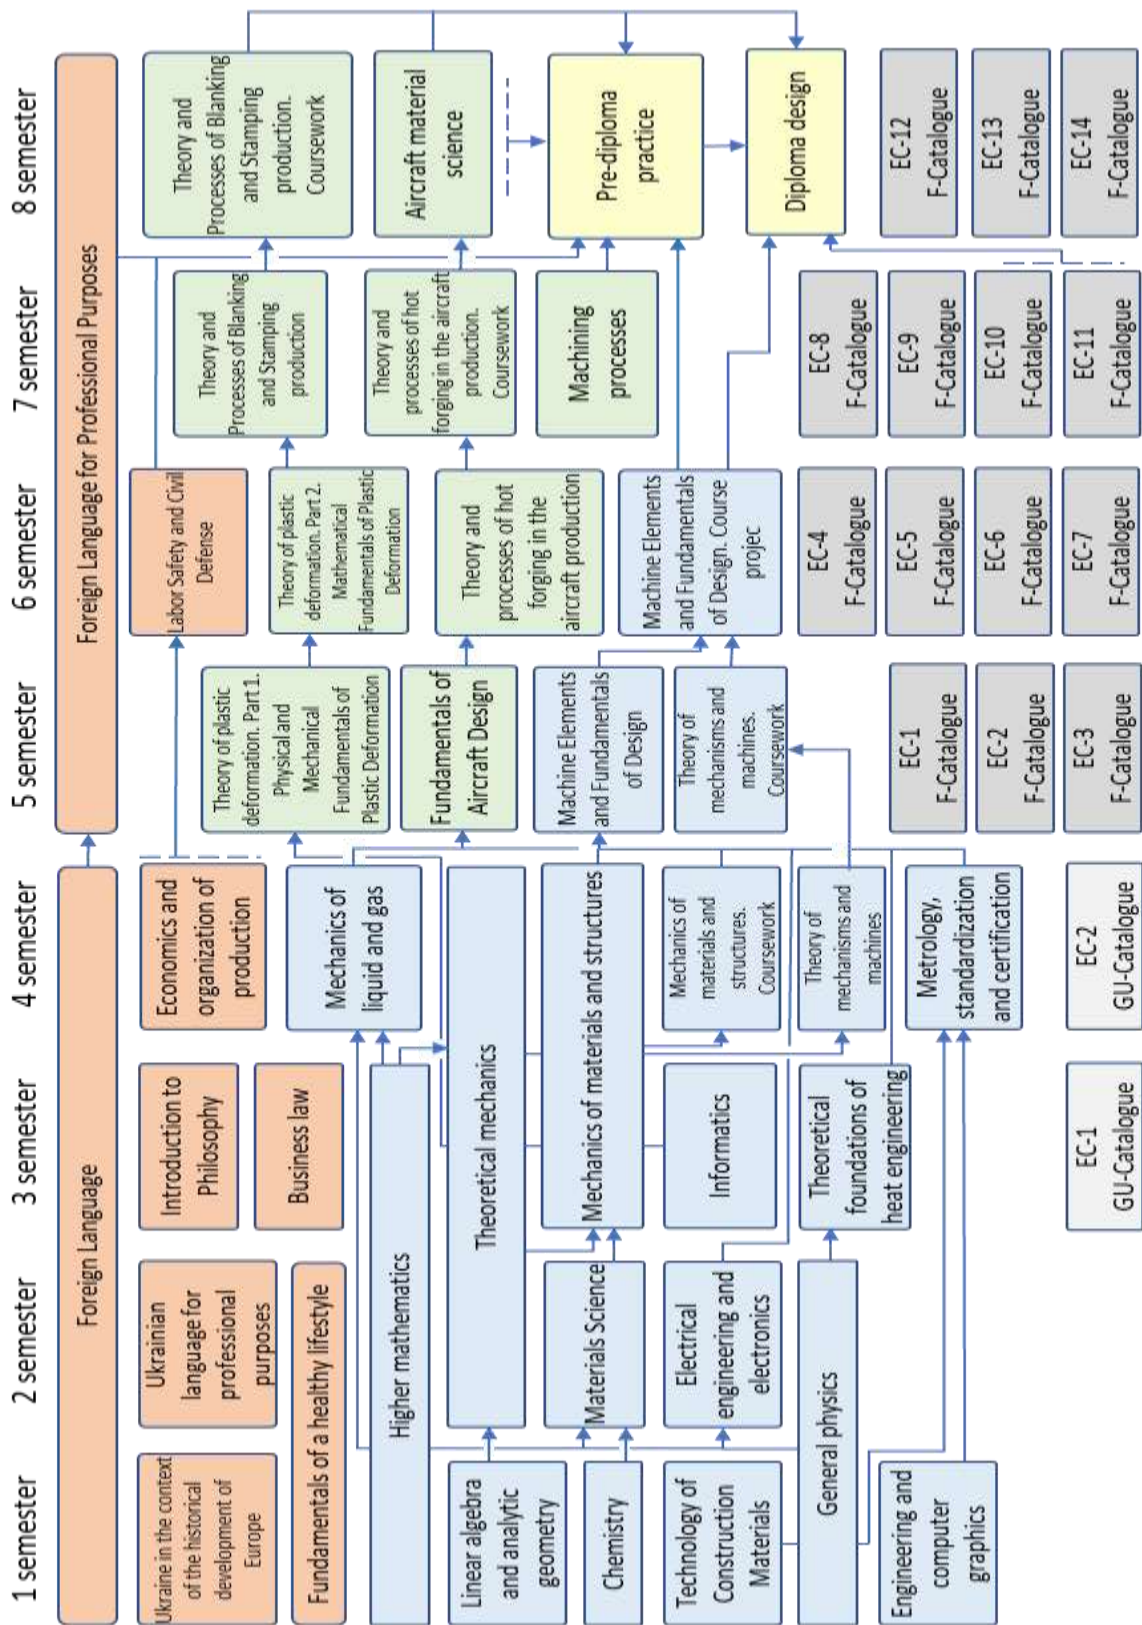 1 semester
2 semester
3 semester
4 semester
5 semester
6 semester
7 semester
8 semester
Foreign Language
Foreign Language for Professional Purposes
Ukraine in the context
of the historical
development of
Europe
Ukrainian
language for
professional
purposes
Introduction to
Philosophy
Economics and
organization of
production
Labor Safety and Civil
Defense
Theory and
Processes of Blanking
and Stamping
production.
Coursework
Business law
Fundamentals of a healthy lifestyle
Theory of plastic
deformation. Part 1.
Physical and
Mechanical
Fundamentals of
Plastic Deformation
Theory of plastic
deformation. Part 2.
Mathematical
Fundamentals of Plastic
Deformation
Theory and
Processes of Blanking
and Stamping
production
Higher mathematics
Mechanics of
liquid and gas
Fundamentals of
Aircraft Design
Theory and
processes of hot
forging in the
aircraft production
Theory and
processes of hot
forging in the aircraft
production.
Coursework
Aircraft material
science
Linear algebra
and analytic
geometry
Theoretical mechanics
Machine Elements
and Fundamentals
of Design
Machine Elements
and Fundamentals
of Design. Course
projec
Machining
processes
Pre-diploma
practice
Chemistry
Materials Science
Mechanics of materials and structures
Technology of
Construction
Materials
Electrical
engineering and
electronics
Informatics
Mechanics of
materials and
structures.
Coursework
Theory of
mechanisms and
machines.
Coursework
Diploma design
General physics
Theoretical
foundations of
heat engineering
Theory of
mechanisms and
machines
Engineering and
computer
graphics
Metrology,
standardization
and certification
EC-1
GU-Catalogue
EC-2
GU-Catalogue
EC-1
F-Catalogue
EC-2
F-Catalogue
EC-3
F-Catalogue
EC-4
F-Catalogue
EC-5
F-Catalogue
EC-6
F-Catalogue
EC-7
F-Catalogue
EC-8
F-Catalogue
EC-9
F-Catalogue
EC-10
F-Catalogue
EC-11
F-Catalogue
EC-12
F-Catalogue
EC-13
F-Catalogue
EC-14
F-Catalogue